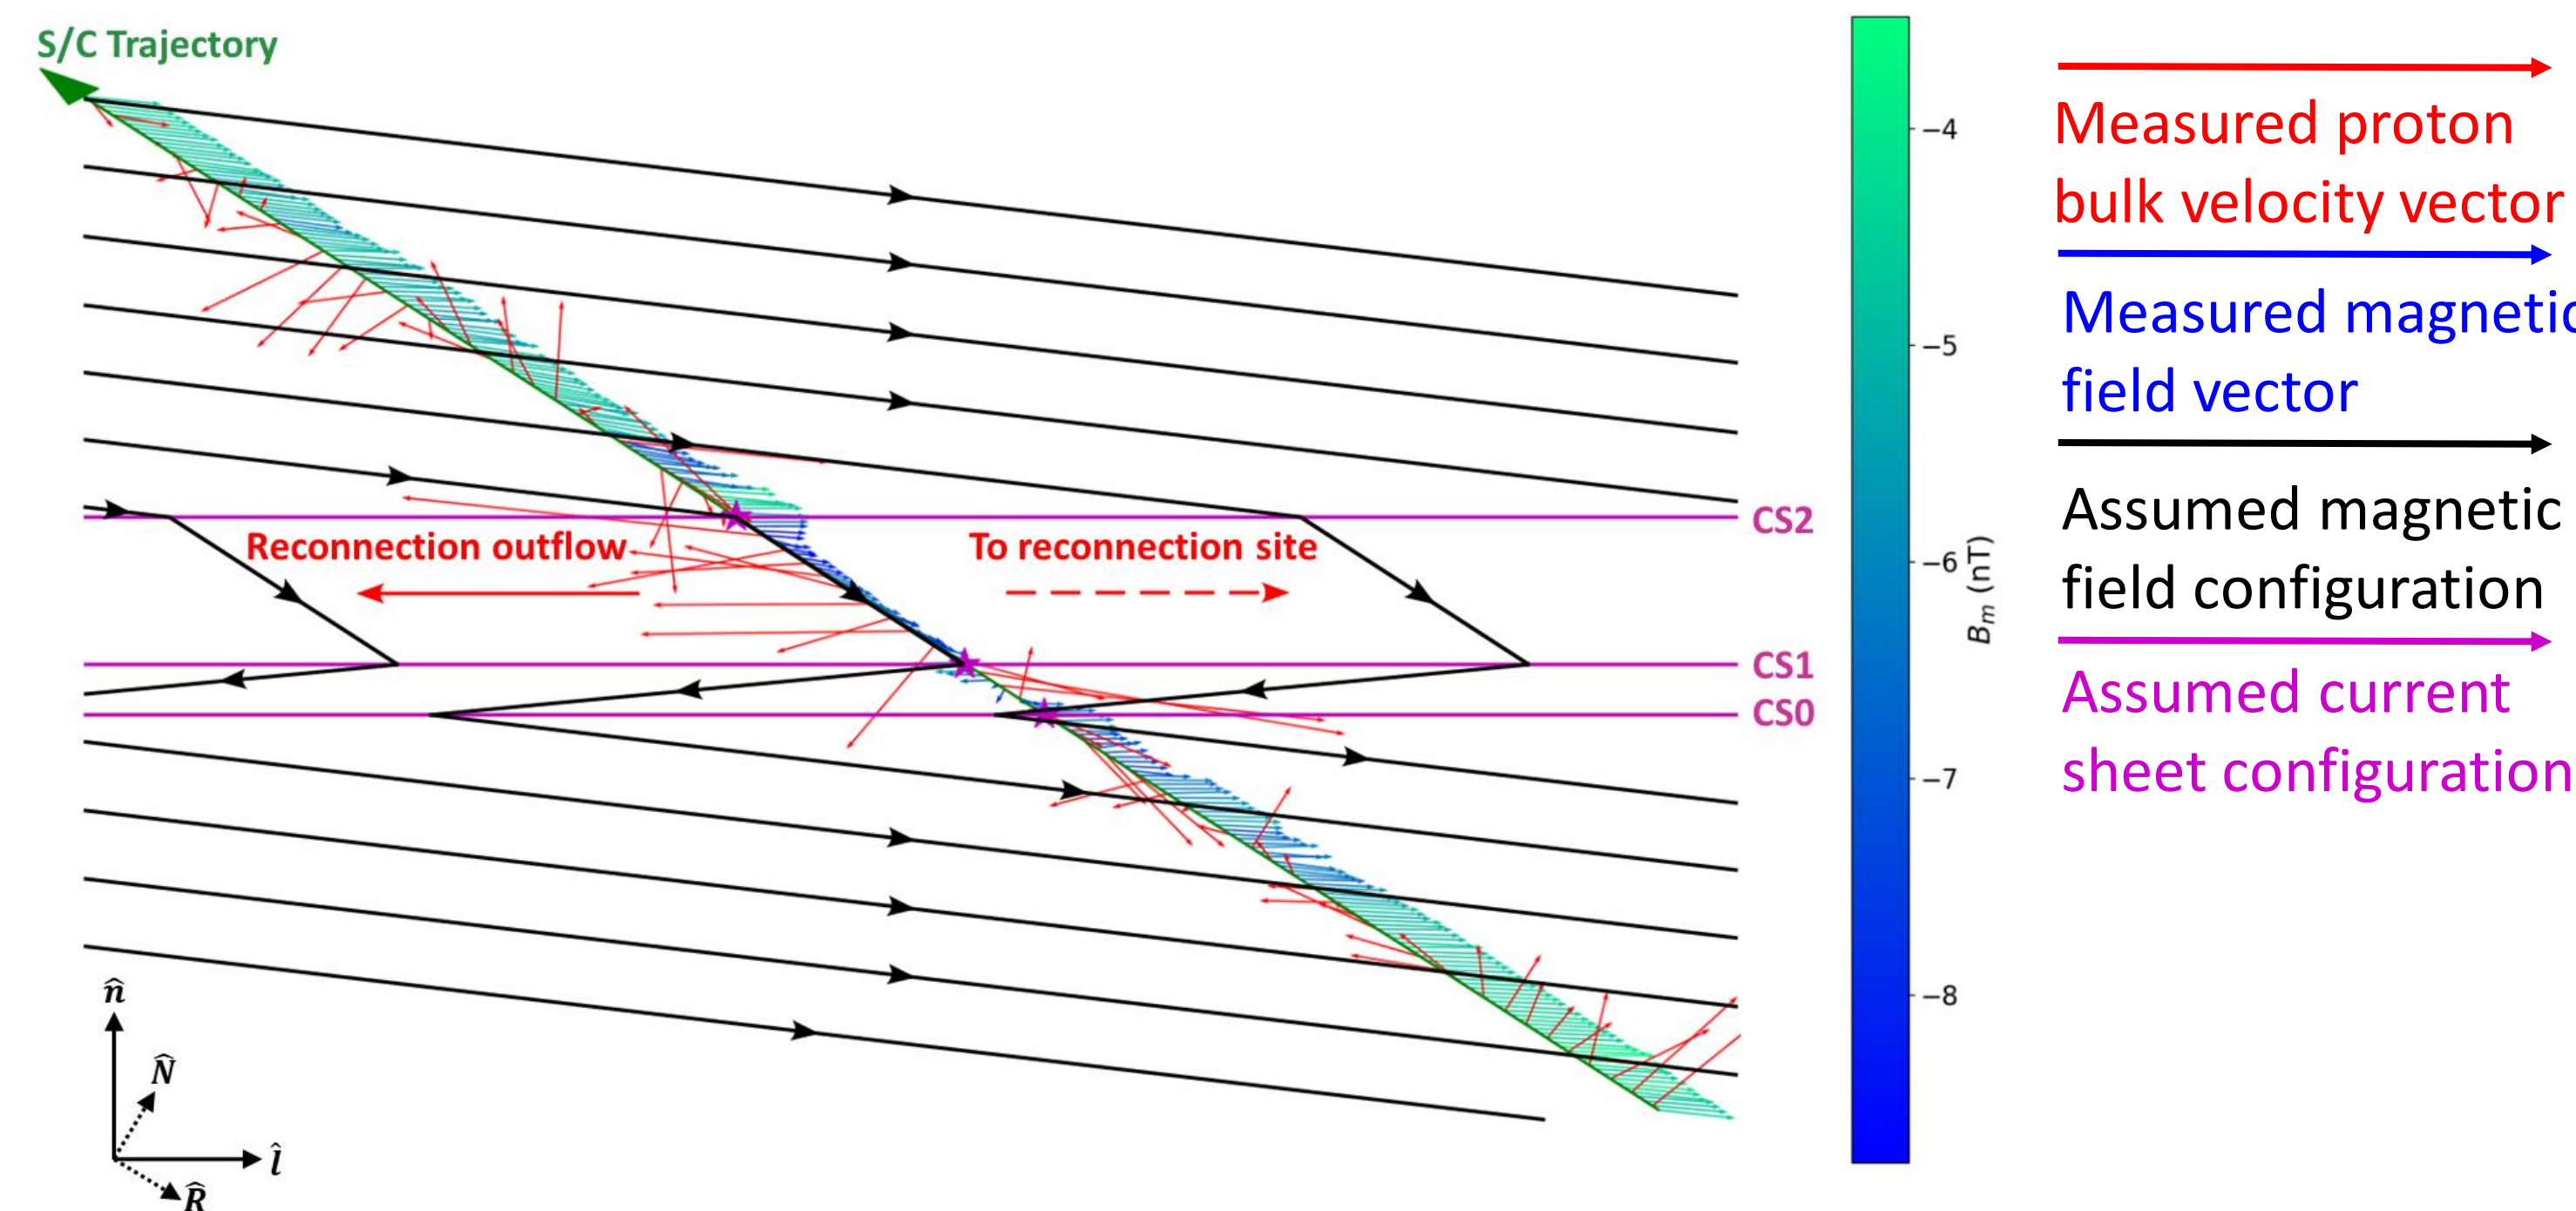 S/C Trajectory
Reconnection outflow
To reconnection site
CS2
CS1
CS0
n̂
N̂
l̂
R̂
−4
−5
−6
−7
−8
Bm (nT)
Measured proton
bulk velocity vector
Measured magnetic
field vector
Assumed magnetic
field configuration
Assumed current
sheet configuration